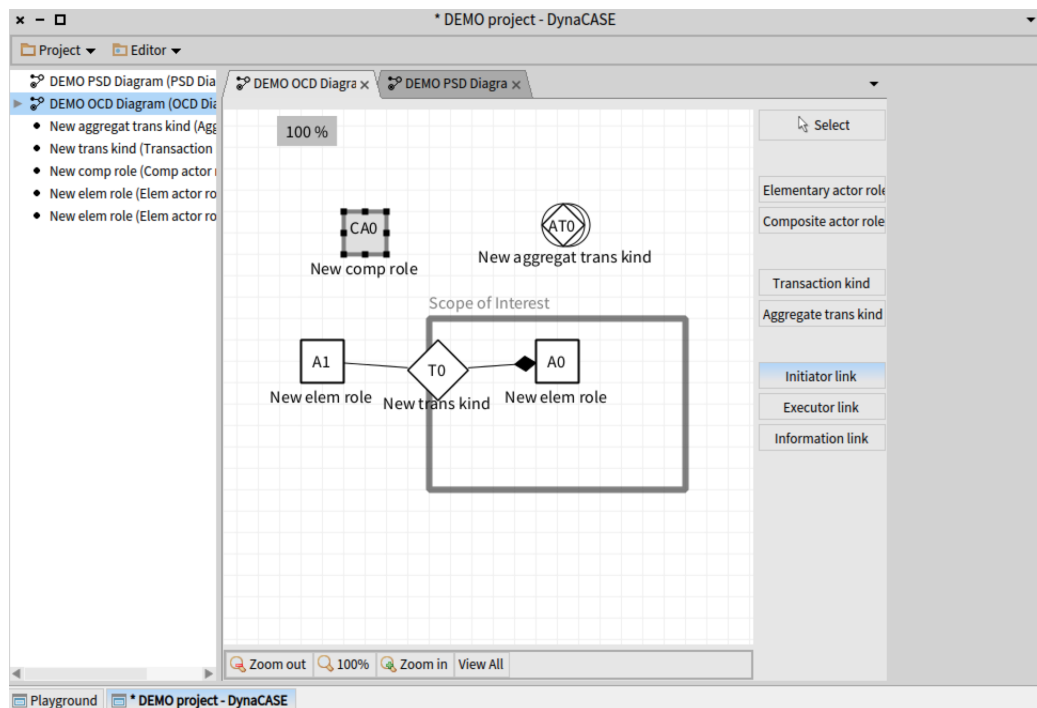 * DEMO project - DynaCASE
Project Editor
DEMO PSD Diagram (PSD Dia
DEMO OCD Diagram (OCD Dia
New aggregat trans kind (Agg
New trans kind (Transaction
New comp role (Comp actor r
New elem role (Elem actor ro
New elem role (Elem actor ro
DEMO OCD Diagra x DEMO PSD Diagra x
100 %
CA0
New comp role
AT0
New aggregat trans kind
Scope of Interest
A1
New elem role
T0
New trans kind
A0
New elem role
Select
Elementary actor role
Composite actor role
Transaction kind
Aggregate trans kind
Initiator link
Executor link
Information link
Zoom out 100% Zoom in View All
Playground * DEMO project - DynaCASE